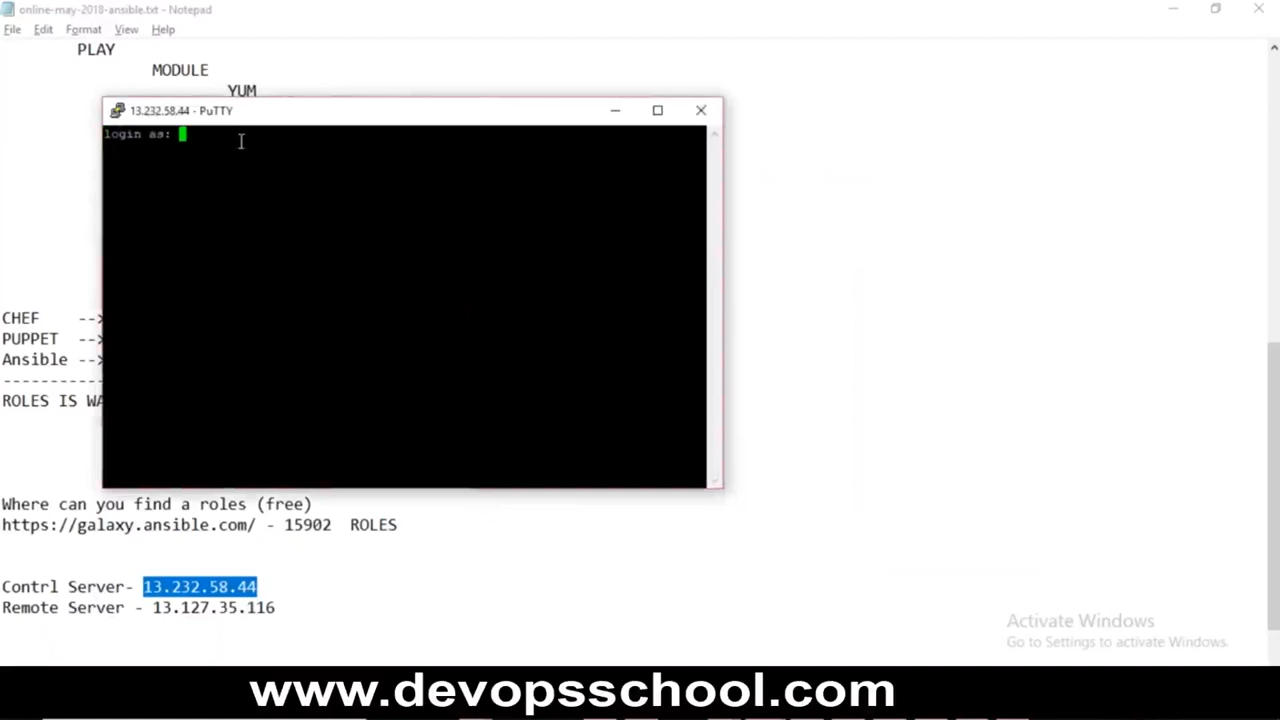 online-may-2018-ansible.txt - Notepad
File Edit Format View Help
PLAY
MODULE
YUM
13.232.58.44 - PuTTY
login as:
CHEF -->
PUPPET -->
Ansible -->
-----------
ROLES IS WA
Where can you find a roles (free)
https://galaxy.ansible.com/ - 15902 ROLES
Contrl Server- 13.232.58.44
Remote Server - 13.127.35.116
Activate Windows
Go to Settings to activate Windows.
www.devopsschool.com